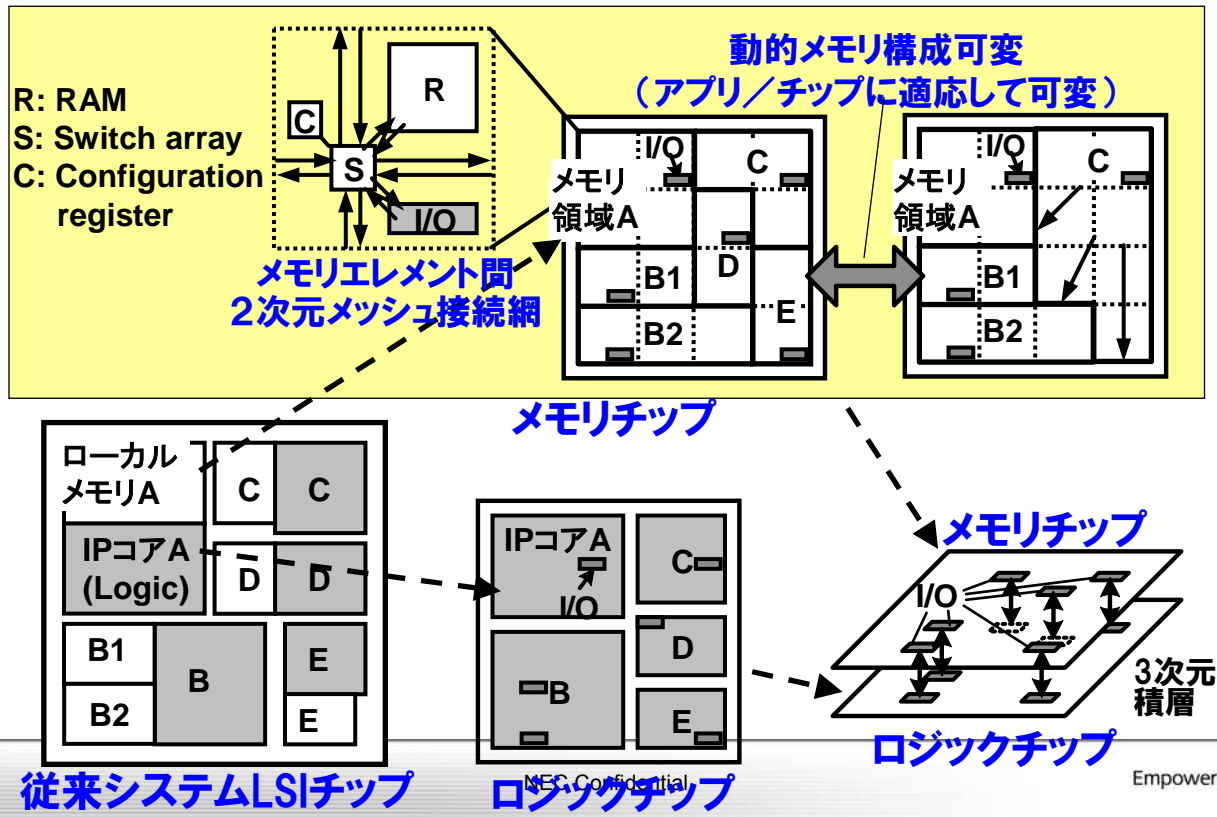 R: RAM
S: Switch array
C: Configuration
register
C
R
S
I/O
メモリエレメント間
２次元メッシュ接続網
動的メモリ構成可変
（アプリ／チップに適応して可変）
I/O
C
メモリ
領域A
D
B1
B2
E
I/O
C
メモリ
領域A
B1
B2
メモリチップ
ローカル
メモリA
IPコアA
(Logic)
C
C
D
D
B1
B2
B
E
E
従来システムLSIチップ
IPコアA
I/O
C
D
B
E
ロジックチップ
メモリチップ
I/O
3次元
積層
ロジックチップ
NEC Confidential
Empower